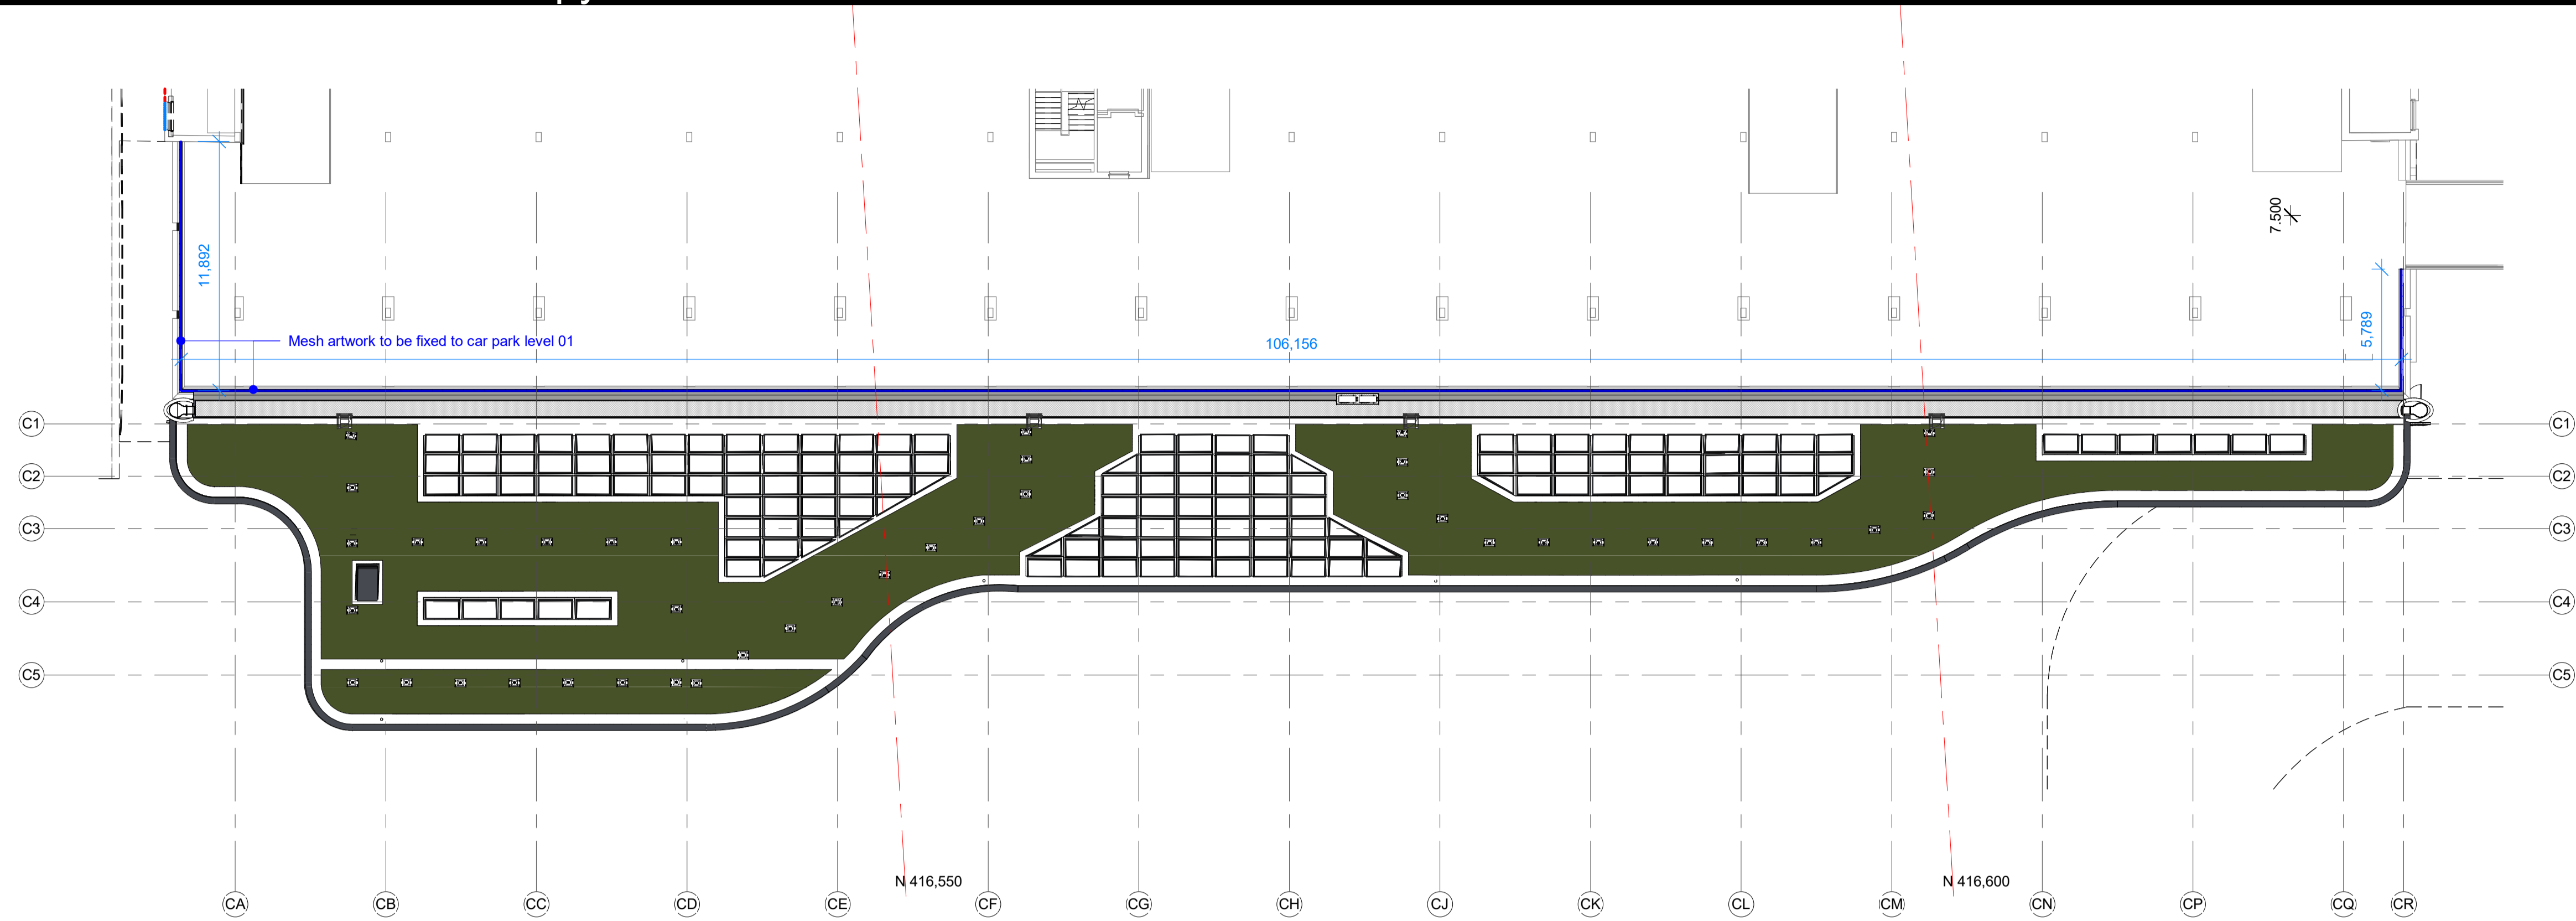 7.500
11,892
5,789
Mesh artwork to be fixed to car park level 01
106,156
C1
C1
C2
C2
C3
C3
C4
C4
C5
C5
N 416,550
N 416,600
CA
CB
CC
CD
CE
CF
CG
CH
CJ
CK
CL
CM
CN
CP
CQ
CR